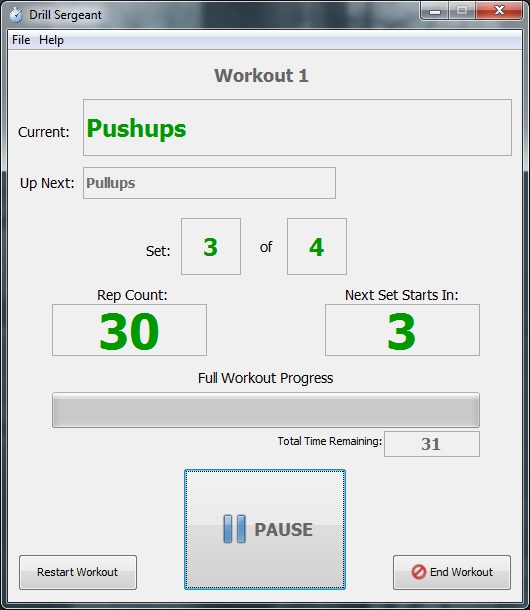 Drill Sergeant
File Help
Workout 1
Current: Pushups
Up Next: Pullups
Set: 3 of 4
Rep Count: Next Set Starts In:
30 3
Full Workout Progress
Total Time Remaining: 31
PAUSE
Restart Workout End Workout